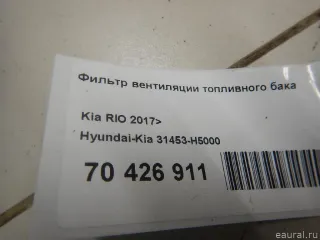 Фильтр вентиляции топливного бака
Kia RIO 2017>
Hyundai-Kia 31453-H5000
70 426 911
eaural.ru